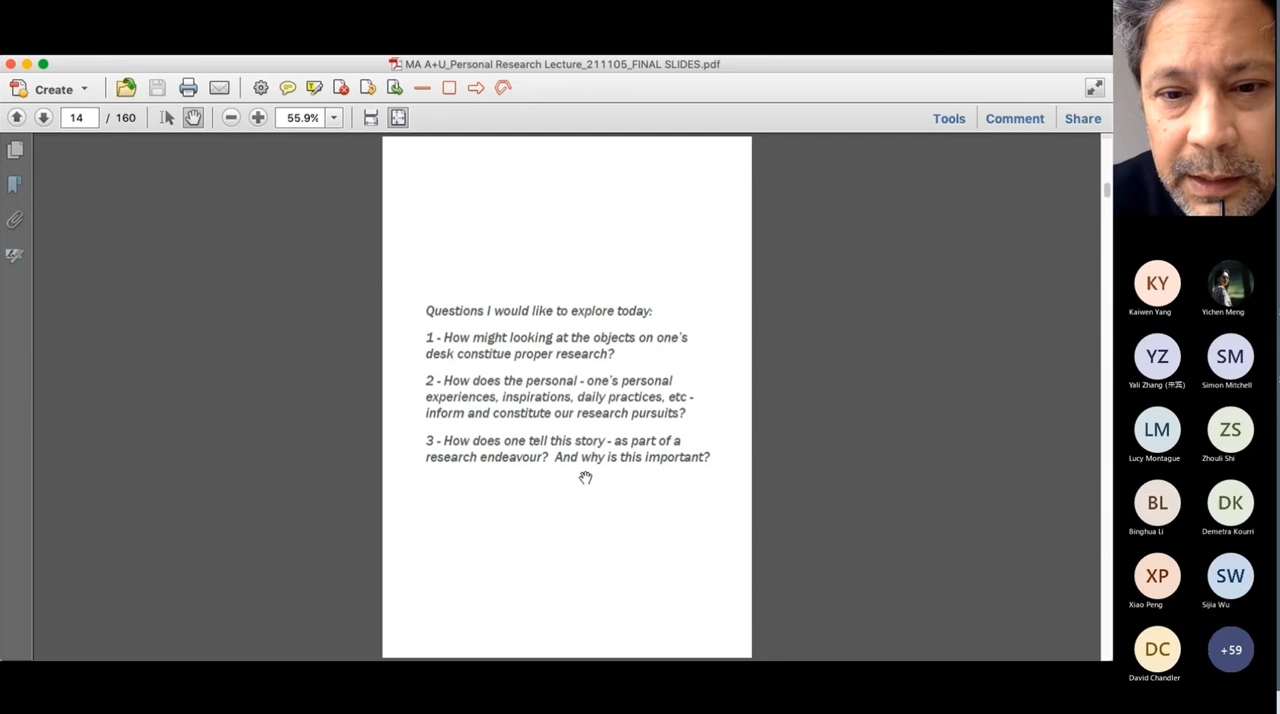 MA A+U_Personal Research Lecture_211105_FINAL SLIDES.pdf
Create
14 / 160
55.9%
Tools
Comment
Share
Questions I would like to explore today:
1 - How might looking at the objects on one's
desk constitue proper research?
2 - How does the personal - one's personal
experiences, inspirations, daily practices, etc -
inform and constitute our research pursuits?
3 - How does one tell this story - as part of a
research endeavour? And why is this important?
KY
Kaiwen Yang
Yichen Meng
YZ
SM
Yali Zhang (来宾)
Simon Mitchell
LM
ZS
Lucy Montague
Zhouli Shi
BL
DK
Binghua Li
Demetra Kourri
XP
SW
Xiao Peng
Sijia Wu
DC
+59
David Chandler